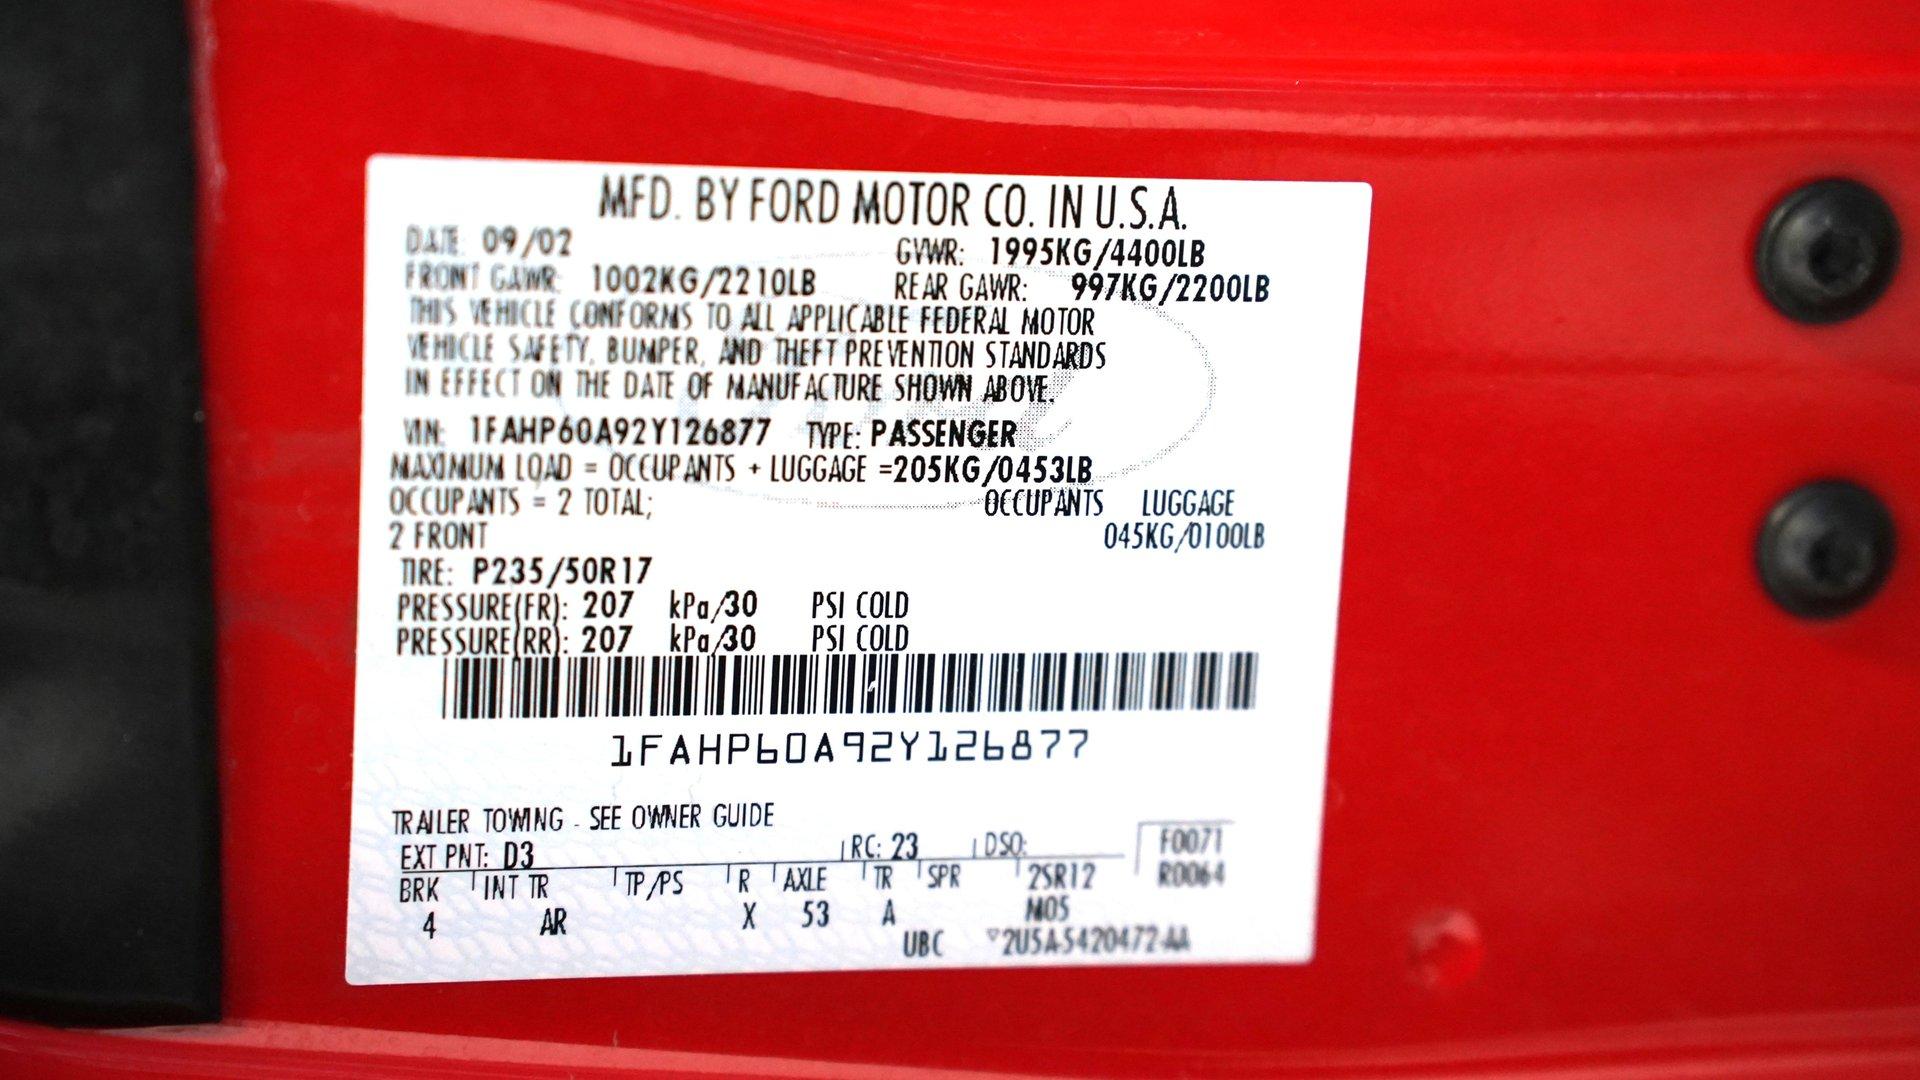 MFD. BY FORD MOTOR CO. IN U.S.A.
DATE: 09/02 GVWR: 1995KG/4400LB
FRONT GAWR: 1002KG/2210LB REAR GAWR: 997KG/2200LB
THIS VEHICLE CONFORMS TO ALL APPLICABLE FEDERAL MOTOR
VEHICLE SAFETY, BUMPER, AND THEFT PREVENTION STANDARDS
IN EFFECT ON THE DATE OF MANUFACTURE SHOWN ABOVE.
VIN: 1FAHP60A92Y126877 TYPE: PASSENGER
MAXIMUM LOAD = OCCUPANTS + LUGGAGE =205KG/0453LB
OCCUPANTS = 2 TOTAL; OCCUPANTS LUGGAGE
2 FRONT 045KG/0100LB
TIRE: P235/50R17
PRESSURE(FR): 207 kPa/30 PSI COLD
PRESSURE(RR): 207 kPa/30 PSI COLD
1FAHP60A92Y126877
TRAILER TOWING - SEE OWNER GUIDE
EXT PNT: D3 RC: 23 DSO: F0071
BRK INT TR TP/PS R AXLE TR SPR 2SR12 R0064
4 AR X 53 A M05
UBC ▽2U5A-5420472-AA